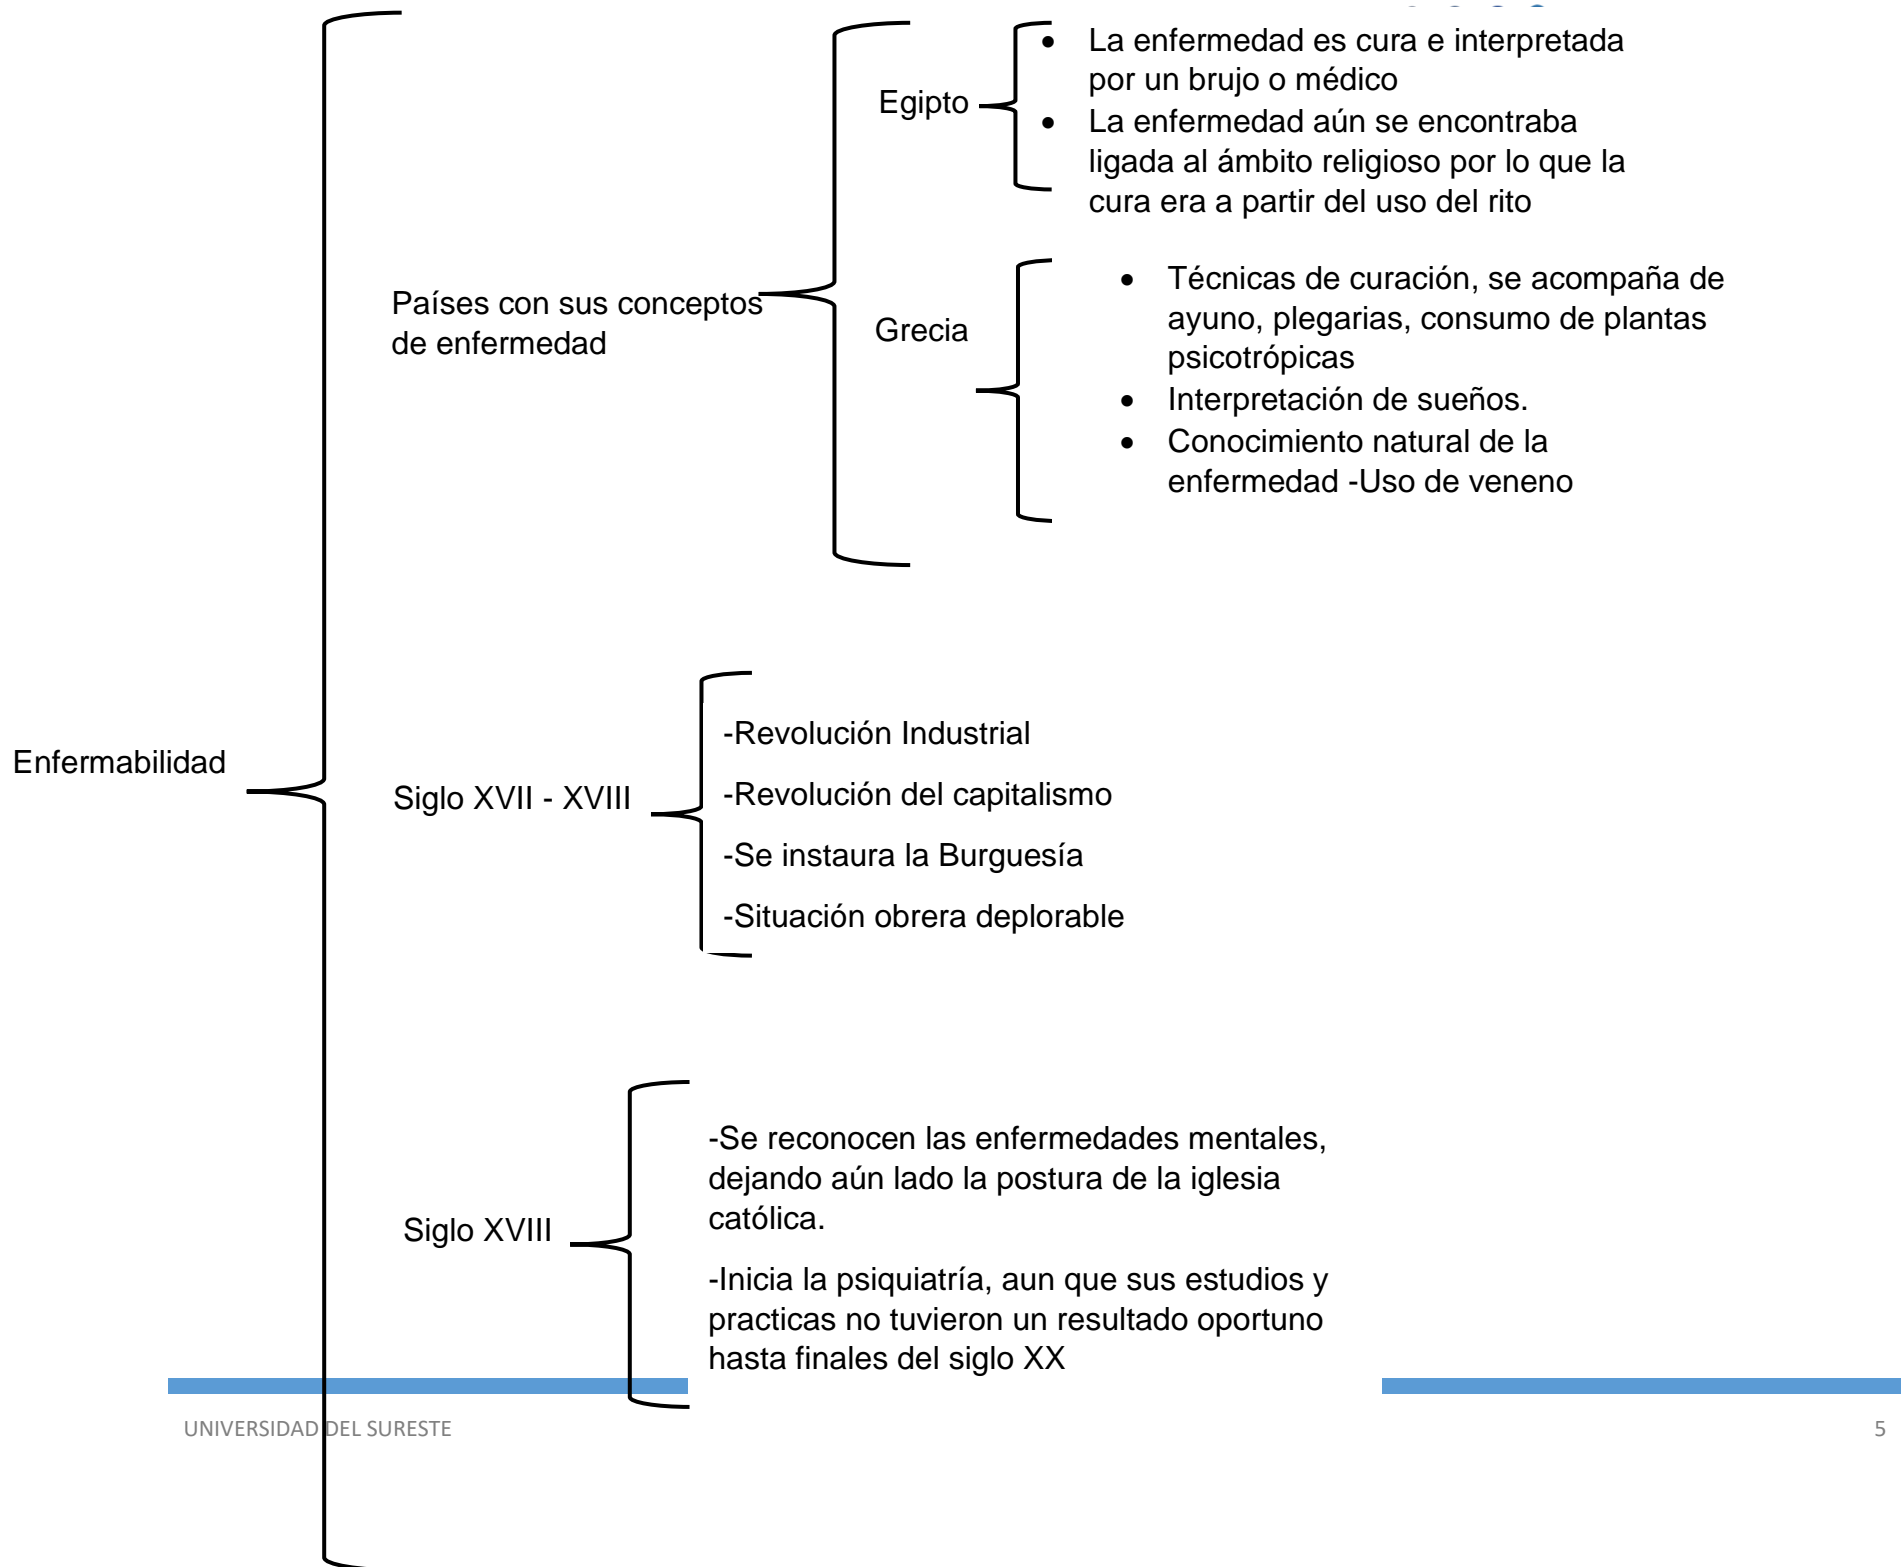 Enfermabilidad
Países con sus conceptos
de enfermedad
Egipto
• La enfermedad es cura e interpretada
por un brujo o médico
• La enfermedad aún se encontraba
ligada al ámbito religioso por lo que la
cura era a partir del uso del rito
Grecia
• Técnicas de curación, se acompaña de
ayuno, plegarias, consumo de plantas
psicotrópicas
• Interpretación de sueños.
• Conocimiento natural de la
enfermedad -Uso de veneno
Siglo XVII - XVIII
-Revolución Industrial
-Revolución del capitalismo
-Se instaura la Burguesía
-Situación obrera deplorable
Siglo XVIII
-Se reconocen las enfermedades mentales,
dejando aún lado la postura de la iglesia
católica.
-Inicia la psiquiatría, aun que sus estudios y
practicas no tuvieron un resultado oportuno
hasta finales del siglo XX
UNIVERSIDAD DEL SURESTE
5